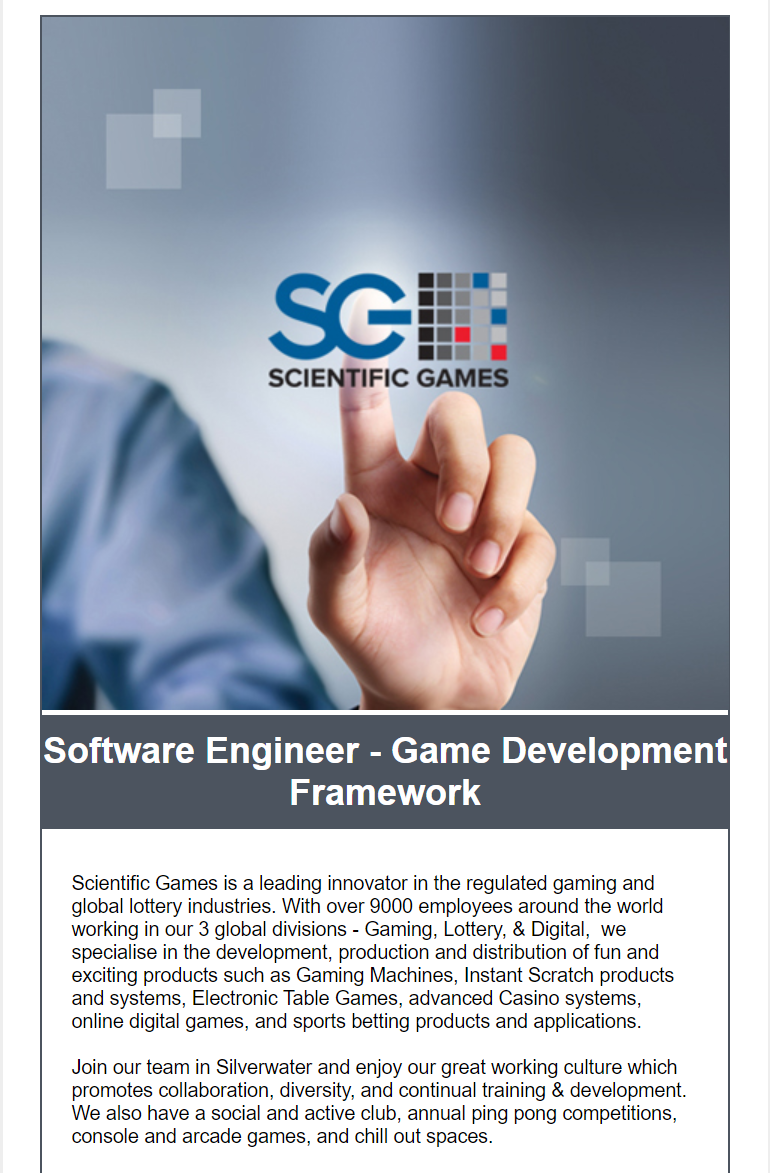 SG
SCIENTIFIC GAMES
Software Engineer - Game Development
Framework
Scientific Games is a leading innovator in the regulated gaming and
global lottery industries. With over 9000 employees around the world
working in our 3 global divisions - Gaming, Lottery, & Digital,  we
specialise in the development, production and distribution of fun and
exciting products such as Gaming Machines, Instant Scratch products
and systems, Electronic Table Games, advanced Casino systems,
online digital games, and sports betting products and applications.
Join our team in Silverwater and enjoy our great working culture which
promotes collaboration, diversity, and continual training & development.
We also have a social and active club, annual ping pong competitions,
console and arcade games, and chill out spaces.